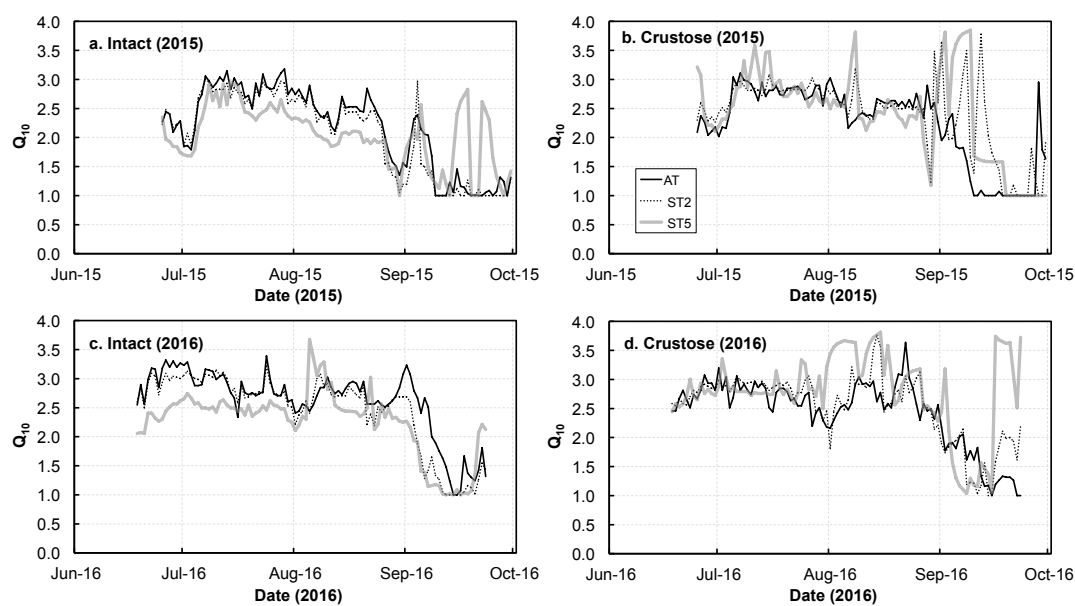 a. Intact (2015)
4.0
3.5
3.0
2.5
2.0
1.5
1.0
0.5
0.0
Q10
Jun-15 Jul-15 Aug-15 Sep-15 Oct-15
Date (2015)
b. Crustose (2015)
4.0
3.5
3.0
2.5
2.0
1.5
1.0
0.5
0.0
Q10
AT
ST2
ST5
Jun-15 Jul-15 Aug-15 Sep-15 Oct-15
Date (2015)
c. Intact (2016)
4.0
3.5
3.0
2.5
2.0
1.5
1.0
0.5
0.0
Q10
Jun-16 Jul-16 Aug-16 Sep-16 Oct-16
Date (2016)
d. Crustose (2016)
4.0
3.5
3.0
2.5
2.0
1.5
1.0
0.5
0.0
Q10
Jun-16 Jul-16 Aug-16 Sep-16 Oct-16
Date (2016)